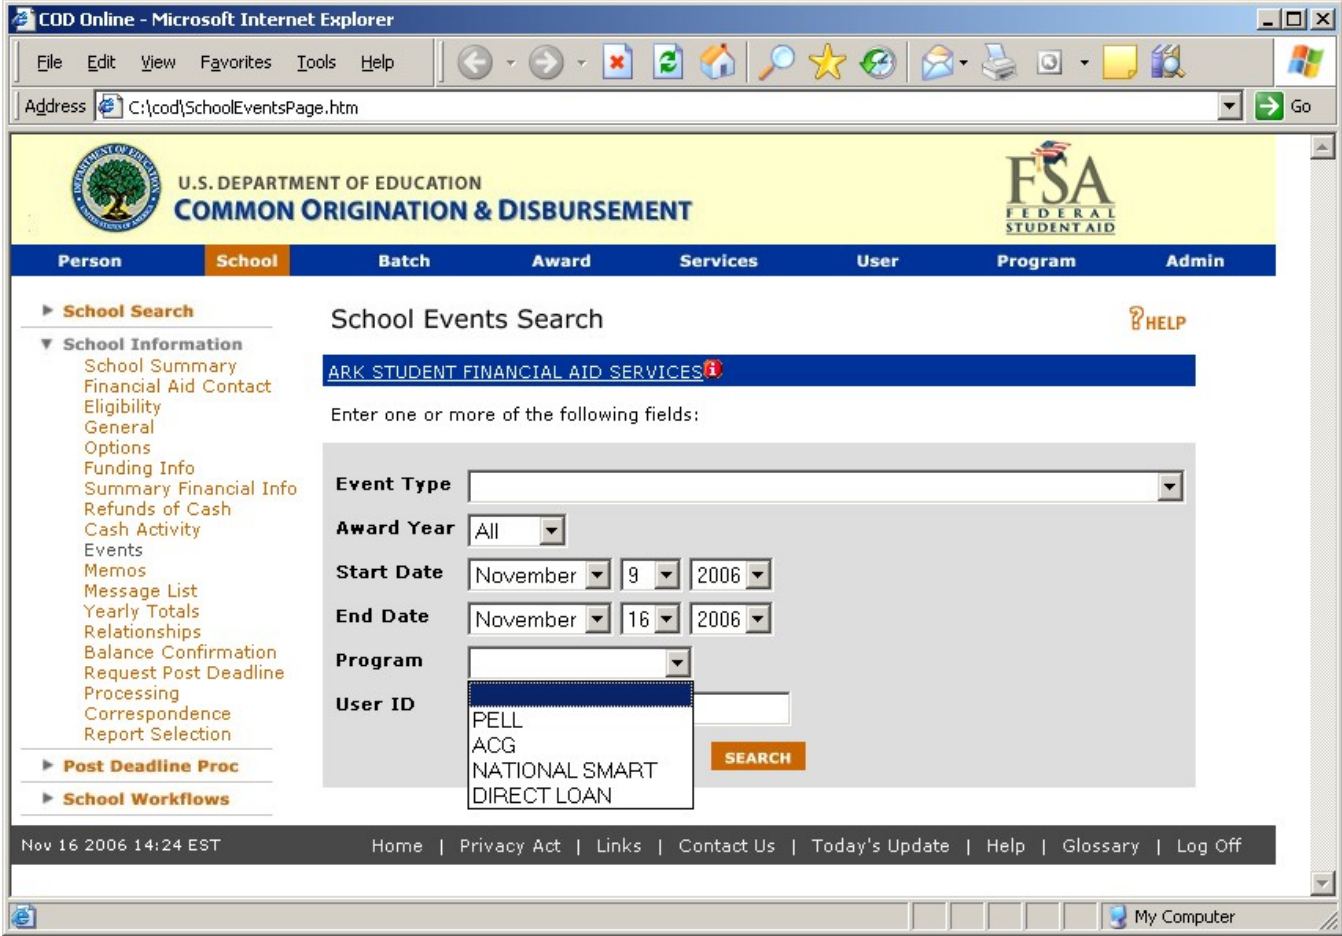 COD Online - Microsoft Internet Explorer
File Edit View Favorites Tools Help
Address C:\cod\SchoolEventsPage.htm Go
U.S. DEPARTMENT OF EDUCATION
COMMON ORIGINATION & DISBURSEMENT
FSA
FEDERAL
STUDENT AID
Person School Batch Award Services User Program Admin
School Search
School Information
School Summary
Financial Aid Contact
Eligibility
General
Options
Funding Info
Summary Financial Info
Refunds of Cash
Cash Activity
Events
Memos
Message List
Yearly Totals
Relationships
Balance Confirmation
Request Post Deadline
Processing
Correspondence
Report Selection
Post Deadline Proc
School Workflows
School Events Search
?HELP
ARK STUDENT FINANCIAL AID SERVICES
Enter one or more of the following fields:
Event Type
Award Year All
Start Date November 9 2006
End Date November 16 2006
Program
User ID
PELL
ACG
NATIONAL SMART
DIRECT LOAN
SEARCH
Nov 16 2006 14:24 EST Home | Privacy Act | Links | Contact Us | Today's Update | Help | Glossary | Log Off
My Computer